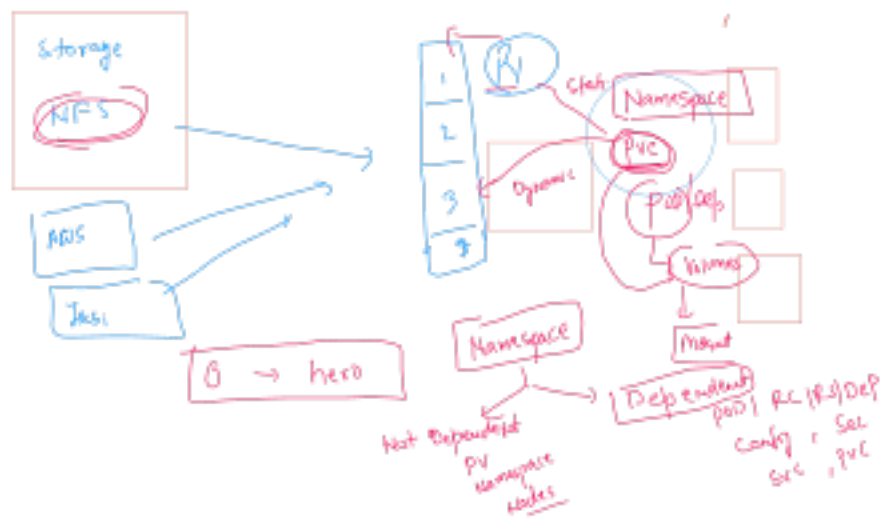 Storage
NFS
AWS
1
2
3
PV
Namespace
PVC
Dynamic
POD/Dep
Volumes
Mount
0 → hero
Namespace
Dependent
POD / RC/RS/Dep
Config, Sec
SVC, PVC
Not Dependent
PV
Namespace
Nodes